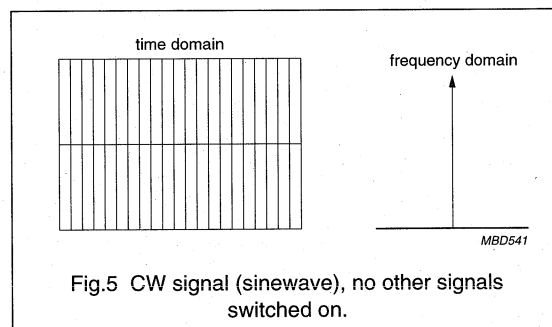 time domain
frequency domain
MBD541
Fig.5 CW signal (sinewave), no other signals
switched on.